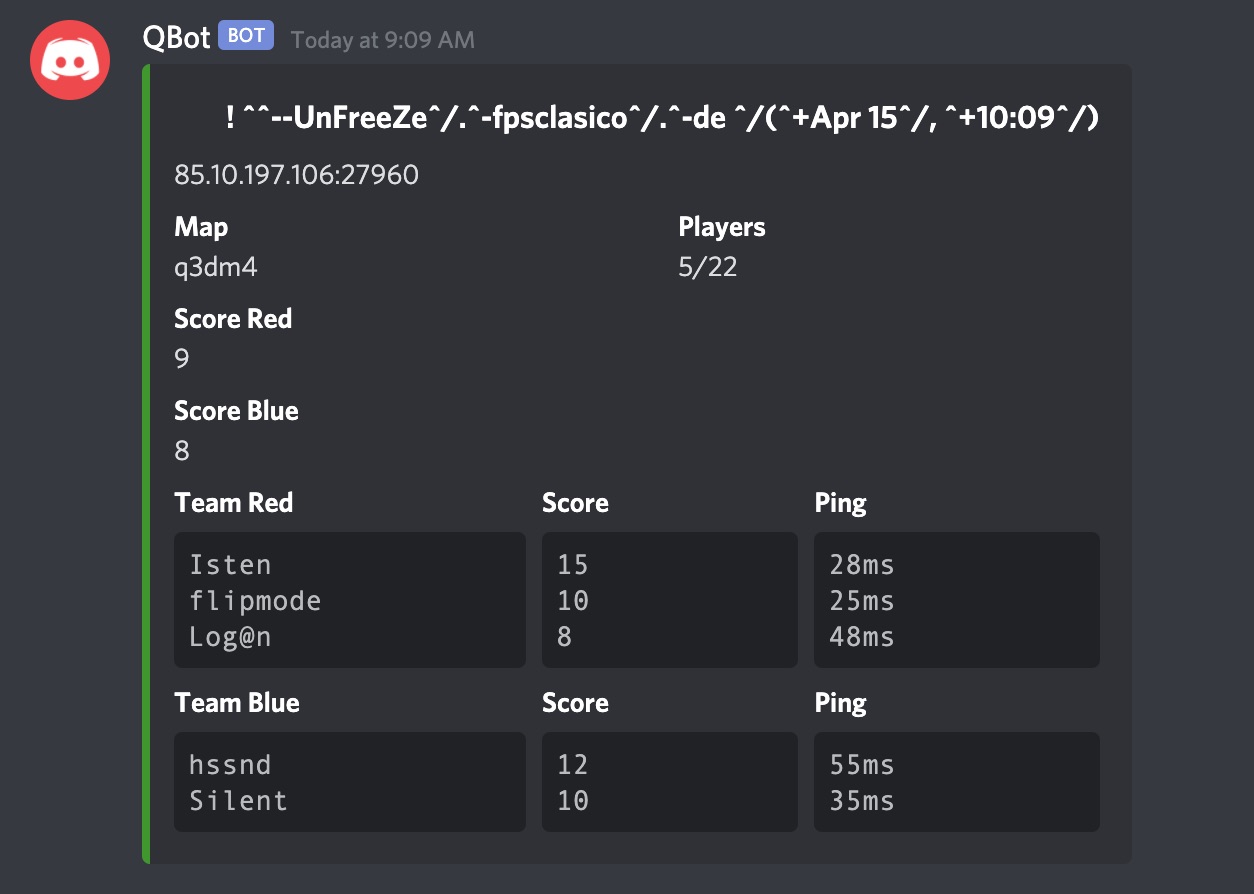 QBot BOT Today at 9:09 AM
! ^^--UnFreeZe^/.^-fpsclasico^/.^-de ^/(^+Apr 15^/, ^+10:09^/)
85.10.197.106:27960
Map Players
q3dm4 5/22
Score Red
9
Score Blue
8
Team Red Score Ping
Isten 15 28ms
flipmode 10 25ms
Log@n 8 48ms
Team Blue Score Ping
hssnd 12 55ms
Silent 10 35ms